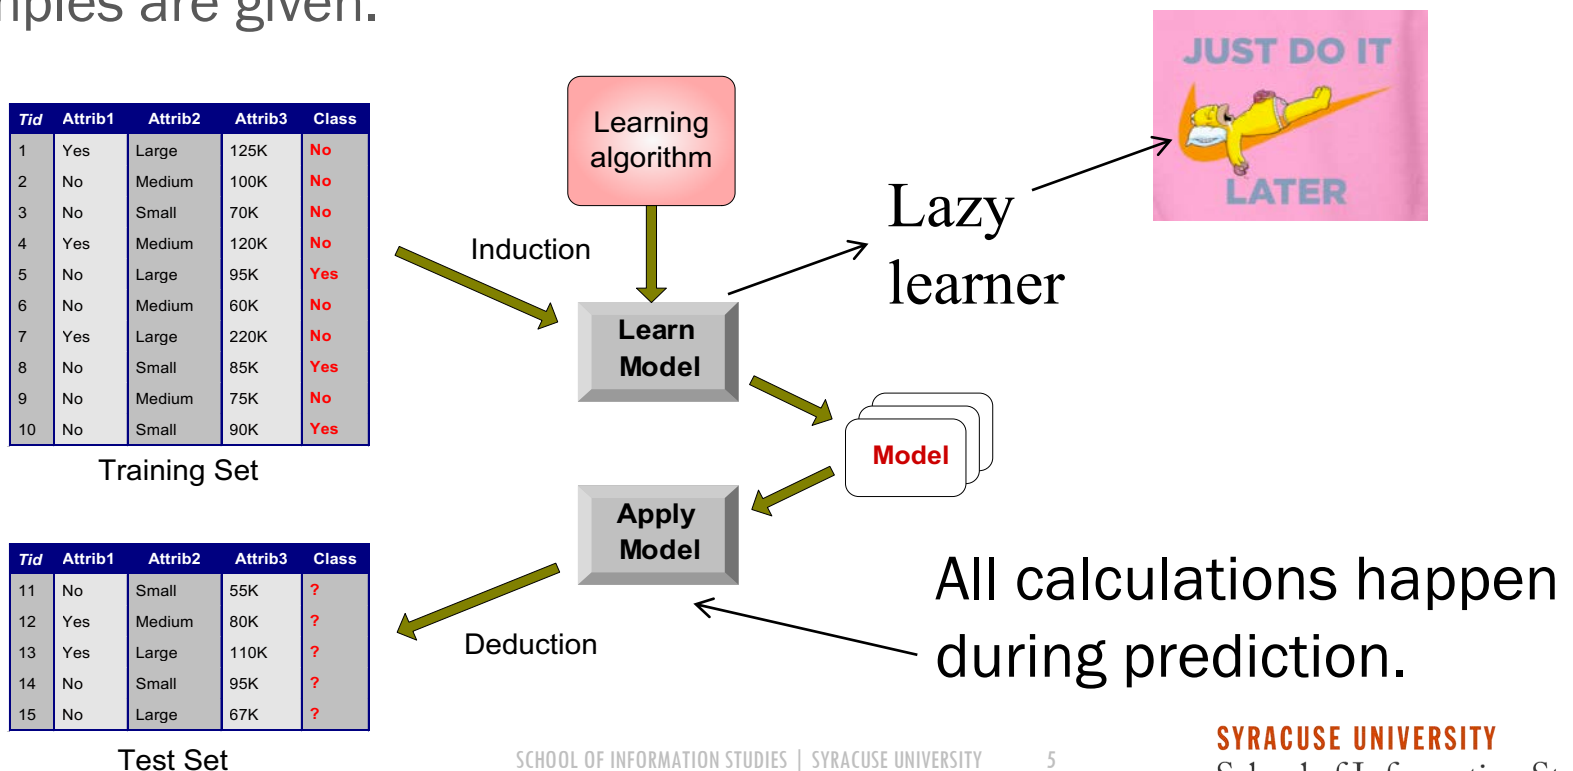 are given.
JUST DO IT
LATER
Tid Attrib1 Attrib2 Attrib3 Class
1 Yes Large 125K No
2 No Medium 100K No
3 No Small 70K No
4 Yes Medium 120K No
5 No Large 95K Yes
6 No Medium 60K No
7 Yes Large 220K No
8 No Small 85K Yes
9 No Medium 75K No
10 No Small 90K Yes
Training Set
Learning
algorithm
Induction
Lazy
learner
Learn
Model
Model
Apply
Model
Deduction
All calculations happen
during prediction.
Tid Attrib1 Attrib2 Attrib3 Class
11 No Small 55K ?
12 Yes Medium 80K ?
13 Yes Large 110K ?
14 No Small 95K ?
15 No Large 67K ?
Test Set
SCHOOL OF INFORMATION STUDIES | SYRACUSE UNIVERSITY 5
SYRACUSE UNIVERSITY